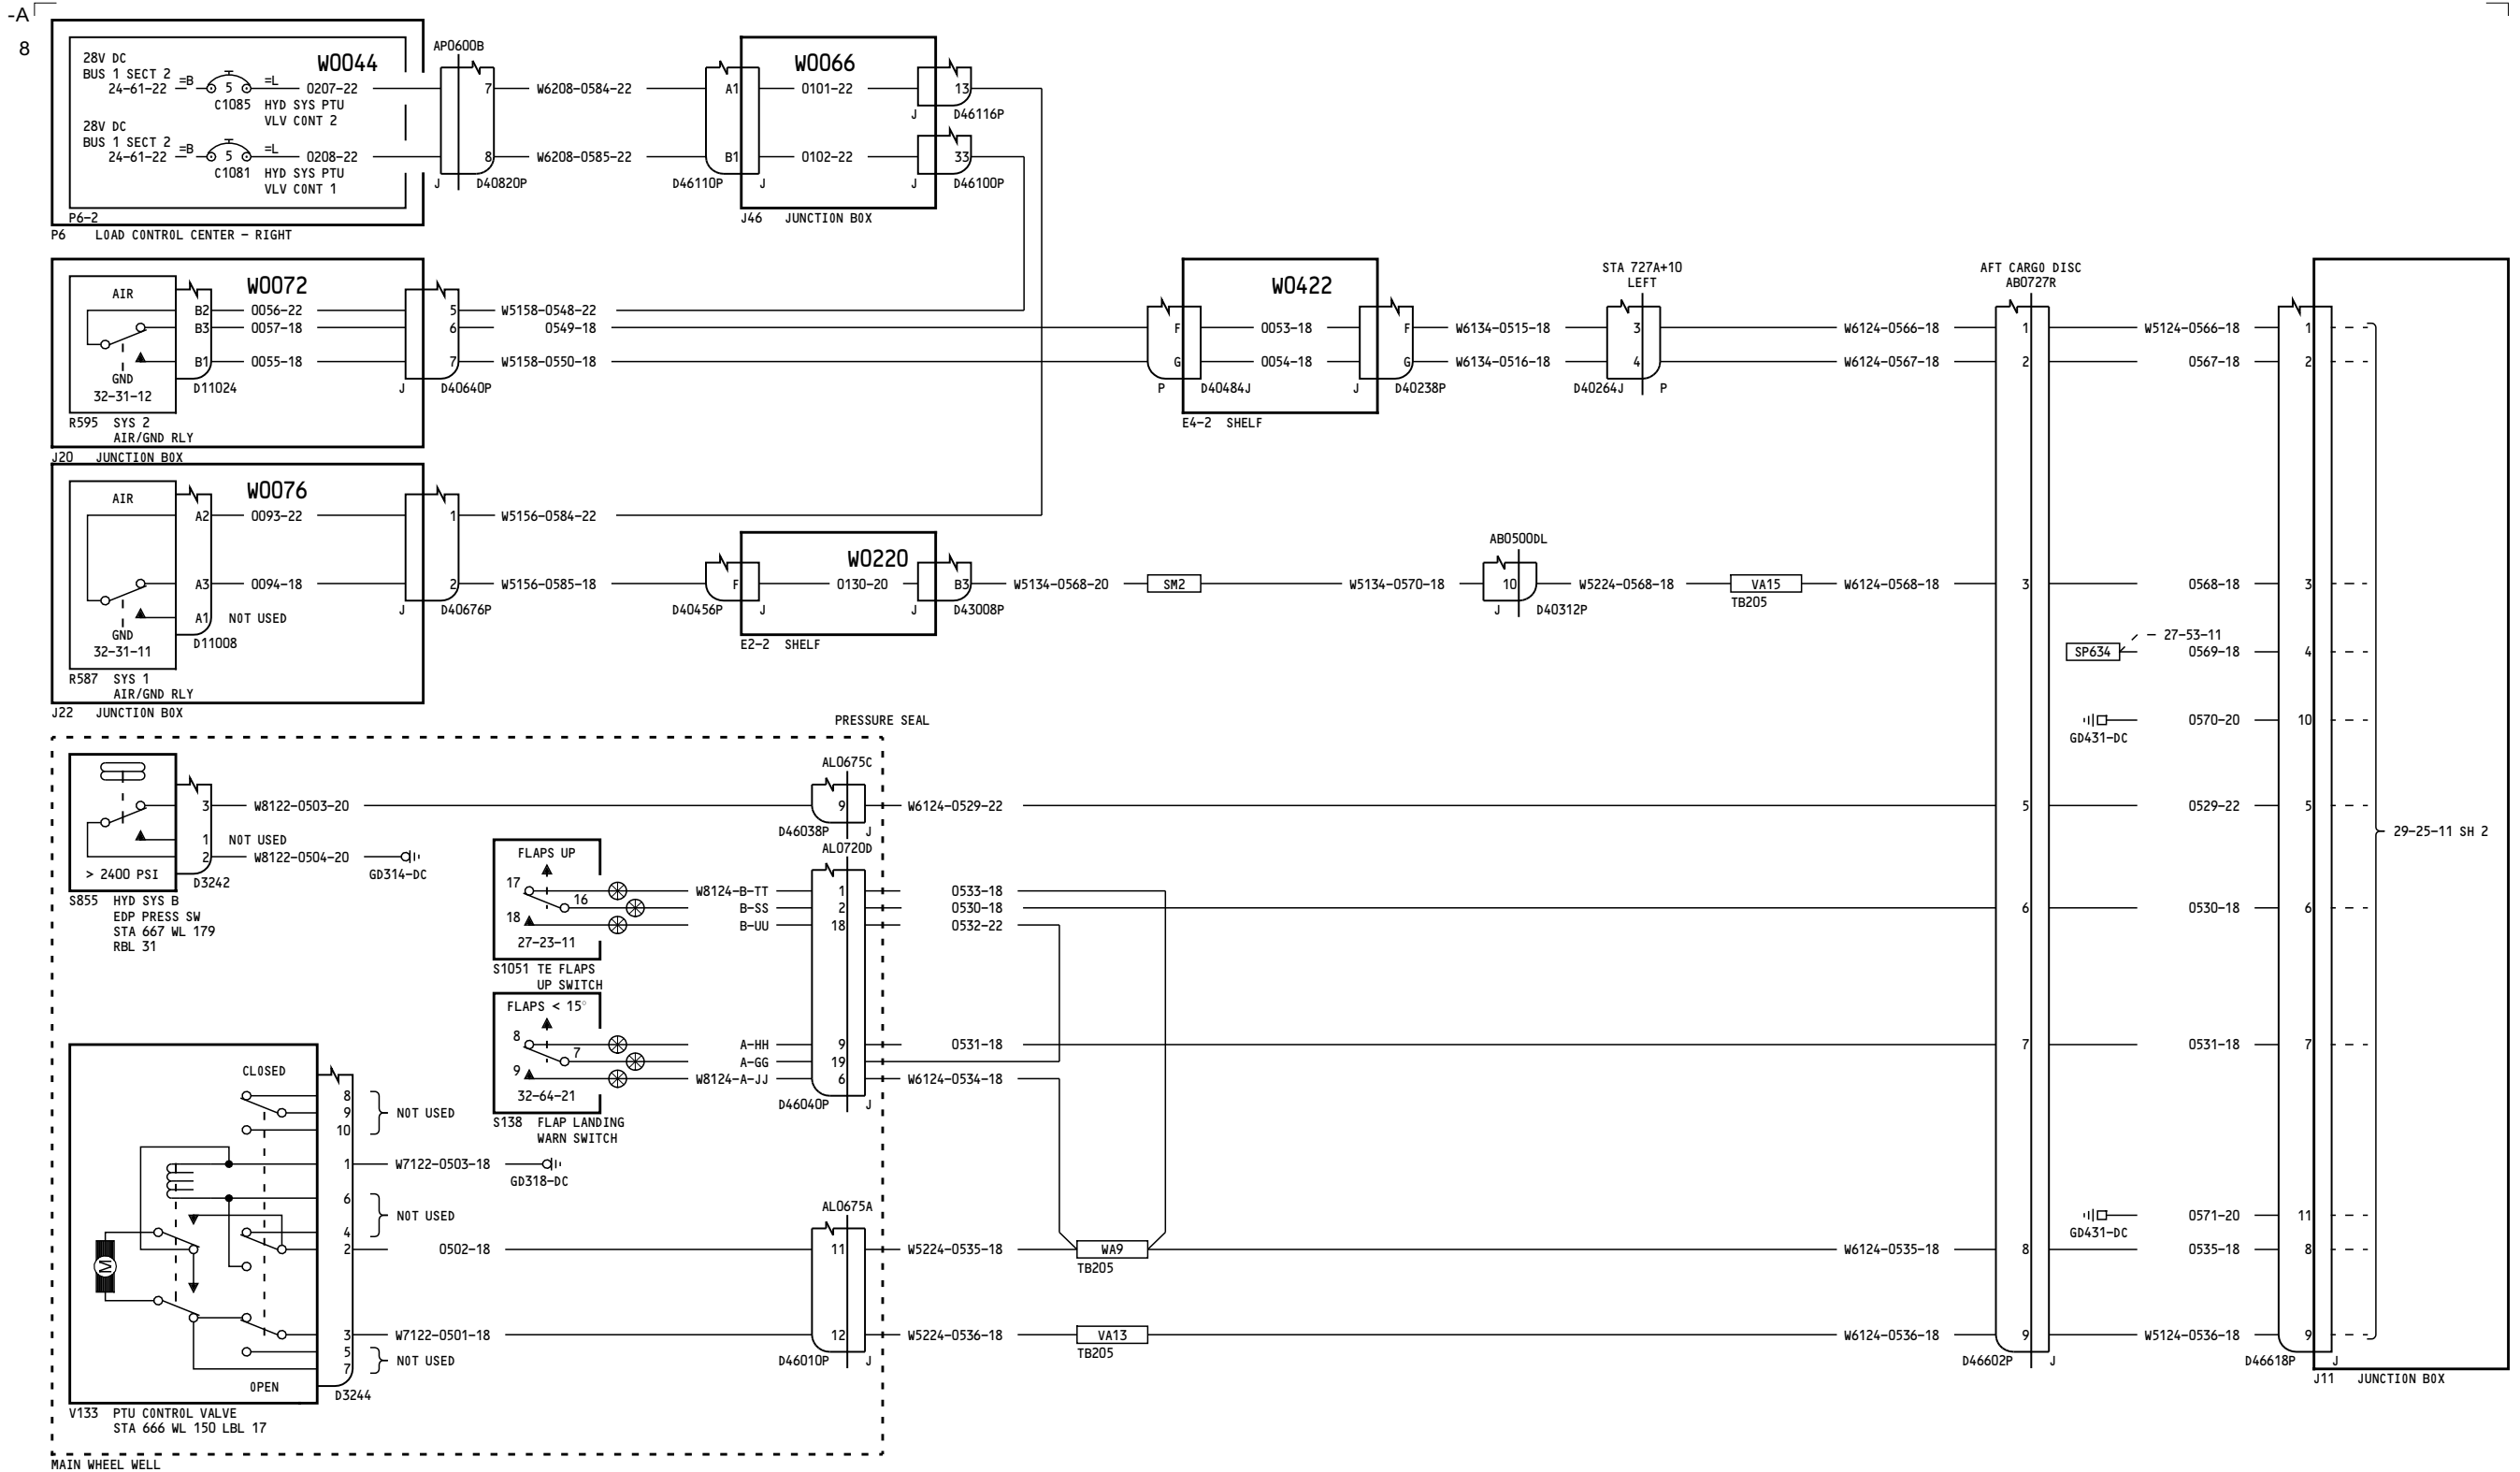 -A
8
28V DC
BUS 1 SECT 2
24-61-22
=B
5
=L
C1085
HYD SYS PTU
VLV CONT 2
W0044
0207-22
28V DC
BUS 1 SECT 2
24-61-22
=B
5
=L
C1081
HYD SYS PTU
VLV CONT 1
0208-22
P6-2
P6 LOAD CONTROL CENTER - RIGHT
AP0600B
7
8
J
D40820P
W6208-0584-22
W6208-0585-22
A1
B1
D46110P
J
W0066
0101-22
0102-22
13
J
D46116P
33
J
D46100P
J46 JUNCTION BOX
AIR
GND
32-31-12
R595 SYS 2
AIR/GND RLY
B2
B3
B1
D11024
W0072
0056-22
0057-18
0055-18
5
6
7
J
D40640P
J20 JUNCTION BOX
W5158-0548-22
0549-18
W5158-0550-18
F
G
P
D40484J
W0422
0053-18
0054-18
F
G
J
D40238P
E4-2 SHELF
W6134-0515-18
W6134-0516-18
STA 727A+10
LEFT
3
4
D40264J
P
W6124-0566-18
W6124-0567-18
AFT CARGO DISC
AB0727R
1
2
W5124-0566-18
0567-18
1
2
AIR
GND
32-31-11
R587 SYS 1
AIR/GND RLY
A2
A3
A1
NOT USED
D11008
W0076
0093-22
0094-18
1
2
J
D40676P
J22 JUNCTION BOX
W5156-0584-22
W5156-0585-18
F
D40456P
J
W0220
0130-20
B3
J
D43008P
E2-2 SHELF
W5134-0568-20
SM2
W5134-0570-18
AB0500DL
10
J
D40312P
W5224-0568-18
VA15
TB205
W6124-0568-18
3
0568-18
3
27-53-11
SP634
0569-18
4
GD431-DC
0570-20
10
PRESSURE SEAL
> 2400 PSI
S855 HYD SYS B
EDP PRESS SW
STA 667 WL 179
RBL 31
3
1
2
NOT USED
D3242
W8122-0503-20
W8122-0504-20
GD314-DC
AL0675C
9
D46038P
J
W6124-0529-22
5
0529-22
5
29-25-11 SH 2
FLAPS UP
17
16
18
27-23-11
S1051 TE FLAPS
UP SWITCH
W8124-B-TT
B-SS
B-UU
AL0720D
1
2
18
0533-18
0530-18
0532-22
6
0530-18
6
FLAPS < 15°
8
7
9
32-64-21
S138 FLAP LANDING
WARN SWITCH
A-HH
A-GG
W8124-A-JJ
9
19
6
D46040P
J
0531-18
W6124-0534-18
7
0531-18
7
CLOSED
M
OPEN
V133 PTU CONTROL VALVE
STA 666 WL 150 LBL 17
8
9
10
NOT USED
1
W7122-0503-18
GD318-DC
6
4
NOT USED
2
0502-18
3
W7122-0501-18
5
7
NOT USED
D3244
AL0675A
11
12
D46010P
J
W5224-0535-18
WA9
TB205
W6124-0535-18
W5224-0536-18
VA13
TB205
W6124-0536-18
8
9
D46602P
J
GD431-DC
0571-20
11
0535-18
8
W5124-0536-18
9
D46618P
J
J11 JUNCTION BOX
MAIN WHEEL WELL